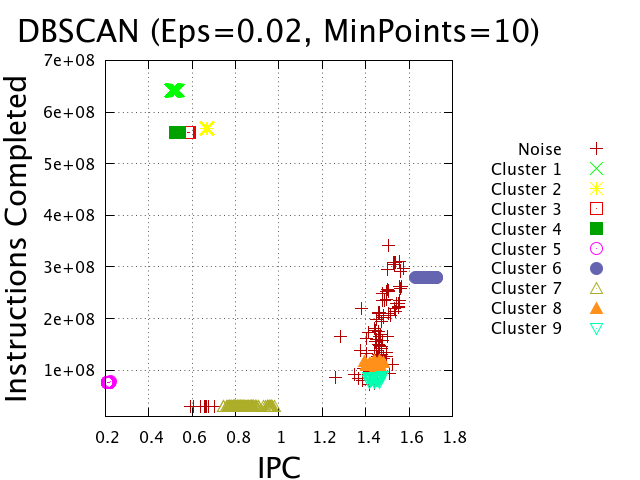 DBSCAN (Eps=0.02, MinPoints=10)
7e+08
6e+08
5e+08
4e+08
3e+08
2e+08
1e+08
Instructions Completed
0.2 0.4 0.6 0.8 1 1.2 1.4 1.6 1.8
IPC
Noise
Cluster 1
Cluster 2
Cluster 3
Cluster 4
Cluster 5
Cluster 6
Cluster 7
Cluster 8
Cluster 9